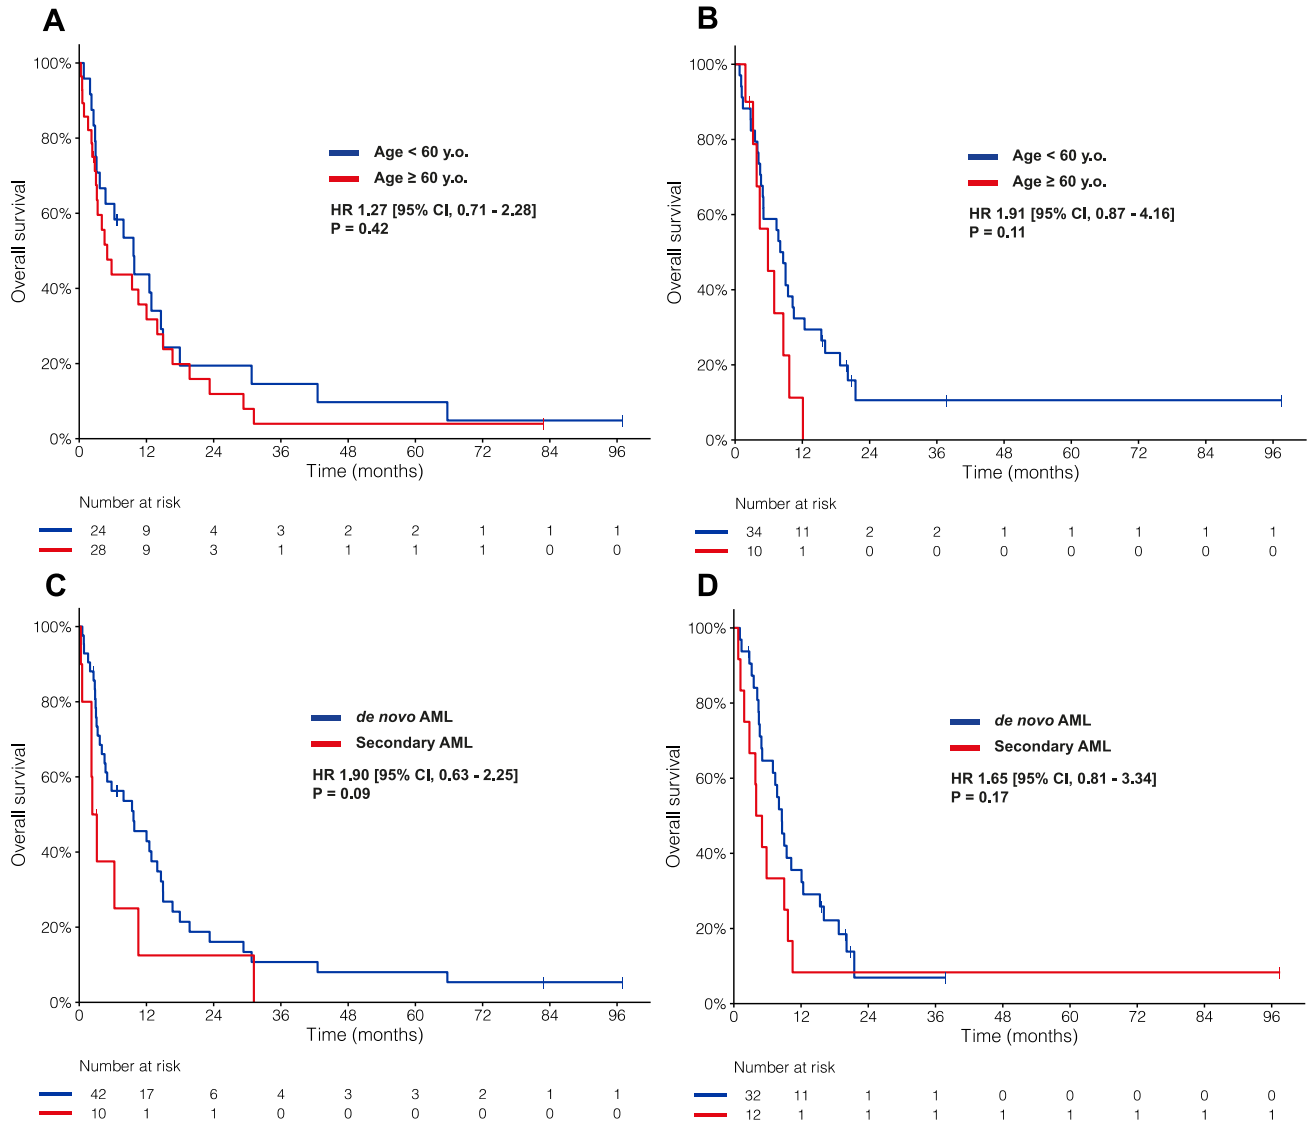 A
Overall survival
100%
80%
60%
40%
20%
0%
Age < 60 y.o.
Age ≥ 60 y.o.
HR 1.27 [95% CI, 0.71 - 2.28]
P = 0.42
0 12 24 36 48 60 72 84 96
Time (months)
Number at risk
24 9 4 3 2 2 1 1 1
28 9 3 1 1 1 1 0 0
B
Overall survival
100%
80%
60%
40%
20%
0%
Age < 60 y.o.
Age ≥ 60 y.o.
HR 1.91 [95% CI, 0.87 - 4.16]
P = 0.11
0 12 24 36 48 60 72 84 96
Time (months)
Number at risk
34 11 2 2 1 1 1 1 1
10 1 0 0 0 0 0 0 0
C
Overall survival
100%
80%
60%
40%
20%
0%
de novo AML
Secondary AML
HR 1.90 [95% CI, 0.63 - 2.25]
P = 0.09
0 12 24 36 48 60 72 84 96
Time (months)
Number at risk
42 17 6 4 3 3 2 1 1
10 1 1 0 0 0 0 0 0
D
Overall survival
100%
80%
60%
40%
20%
0%
de novo AML
Secondary AML
HR 1.65 [95% CI, 0.81 - 3.34]
P = 0.17
0 12 24 36 48 60 72 84 96
Time (months)
Number at risk
32 11 1 1 0 0 0 0 0
12 1 1 1 1 1 1 1 1